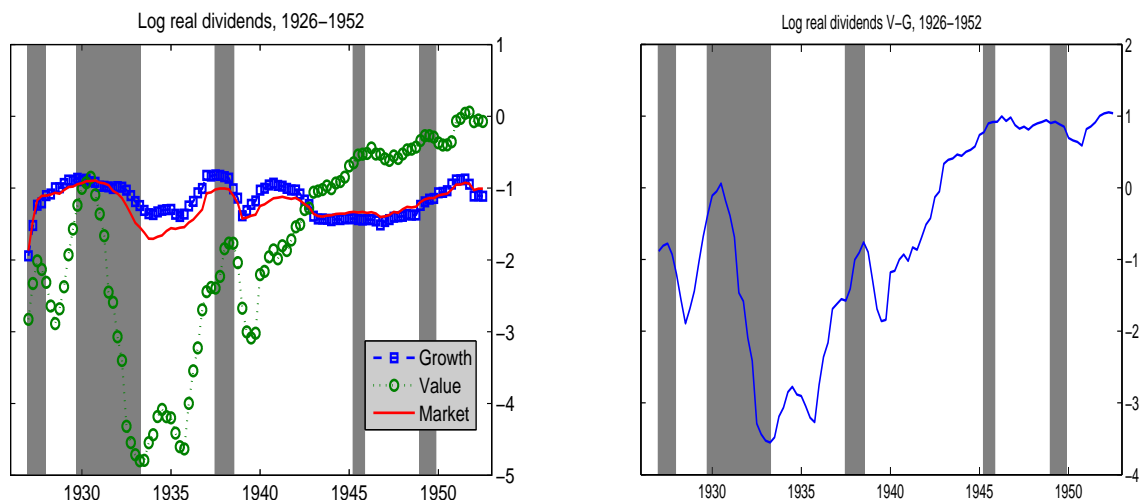 Log real dividends, 1926−1952
1
0
−1
−2
−3
−4
−5
1930 1935 1940 1945 1950
Growth
Value
Market
Log real dividends V−G, 1926−1952
2
1
0
−1
−2
−3
−4
1930 1935 1940 1945 1950